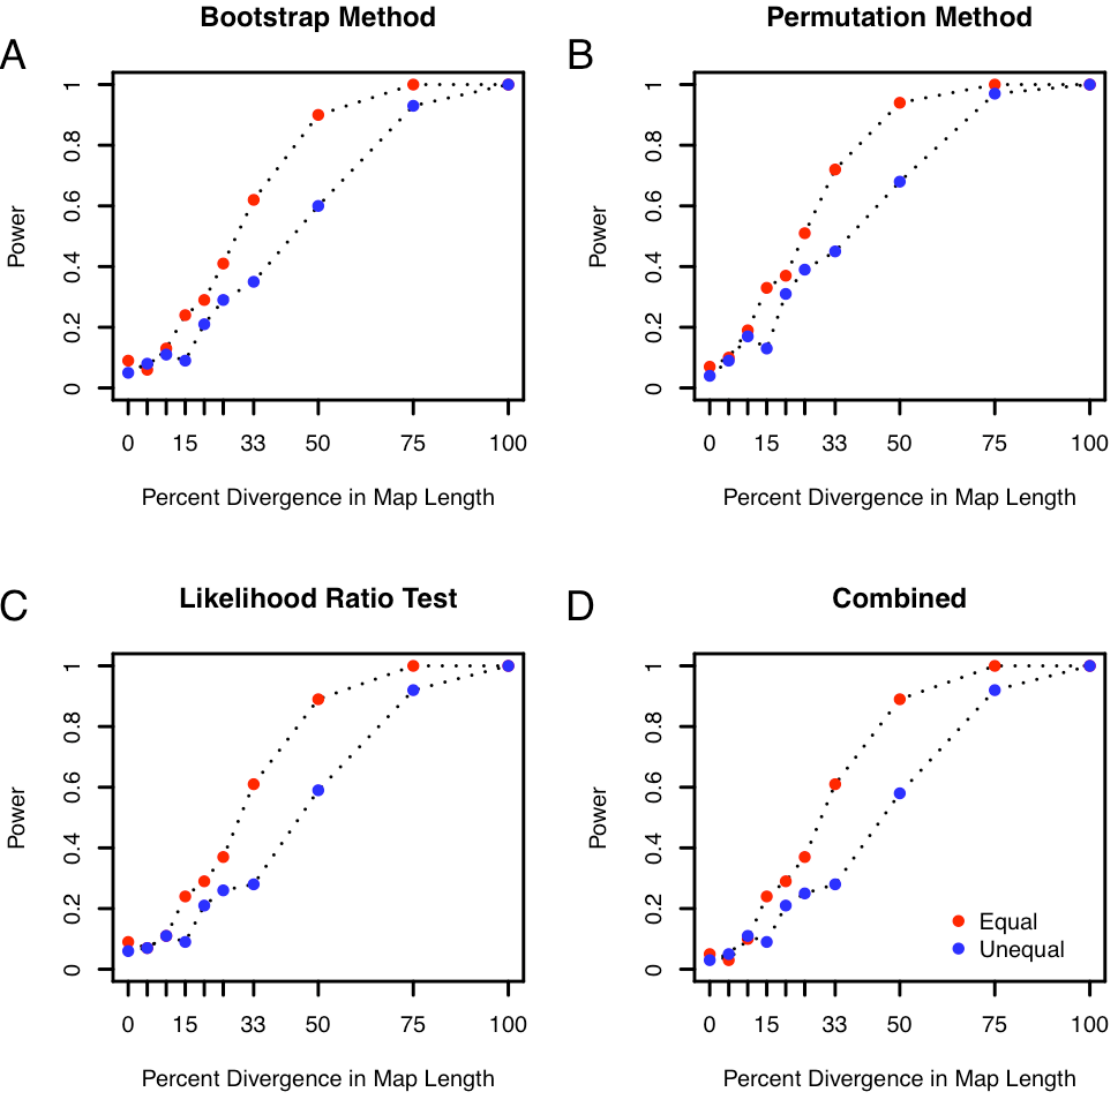 Bootstrap Method
A
1
0.8
0.6
0.4
0.2
0
Power
0 15 33 50 75 100
Percent Divergence in Map Length
Permutation Method
B
1
0.8
0.6
0.4
0.2
0
Power
0 15 33 50 75 100
Percent Divergence in Map Length
Likelihood Ratio Test
C
1
0.8
0.6
0.4
0.2
0
Power
0 15 33 50 75 100
Percent Divergence in Map Length
Combined
D
1
0.8
0.6
0.4
0.2
0
Power
Equal
Unequal
0 15 33 50 75 100
Percent Divergence in Map Length